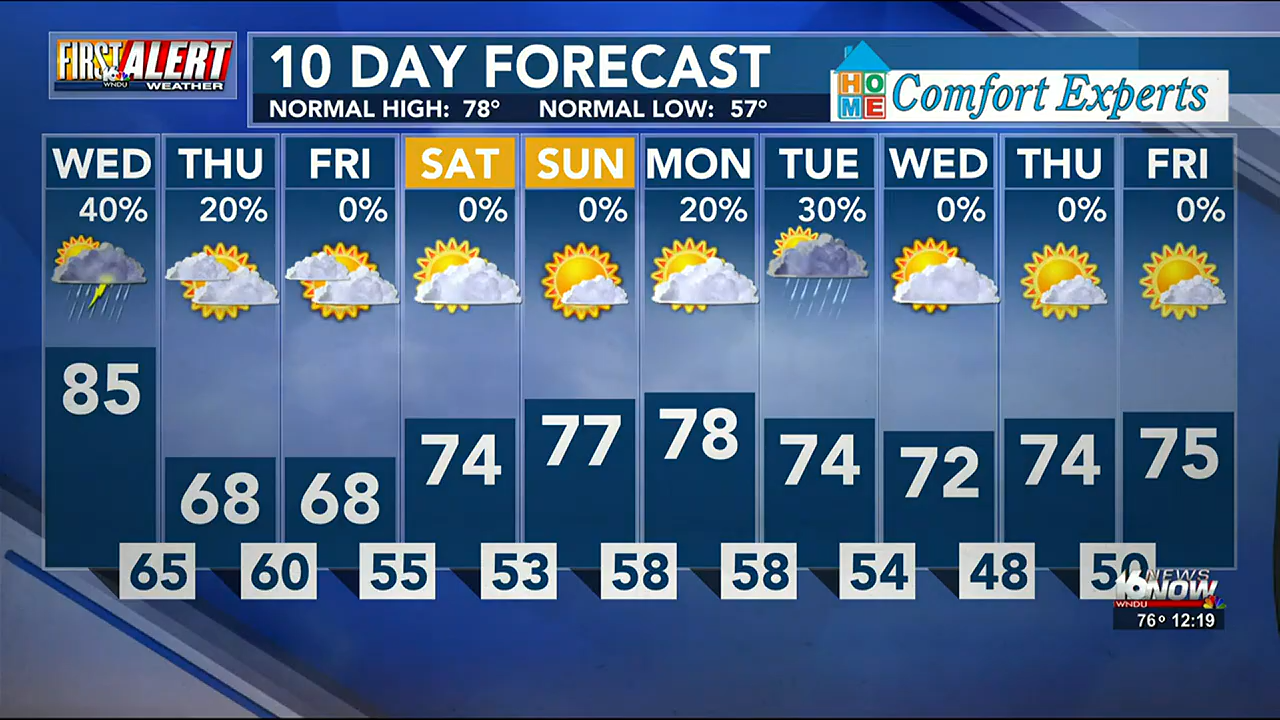 FIRST ALERT
16 WNDU
WEATHER
10 DAY FORECAST
NORMAL HIGH: 78° NORMAL LOW: 57°
HOME Comfort Experts
WED THU FRI SAT SUN MON TUE WED THU FRI
40% 20% 0% 0% 0% 20% 30% 0% 0% 0%
85 68 68 74 77 78 74 72 74 75
65 60 55 53 58 58 54 48 50
16 NEWS NOW
WNDU
76° 12:19